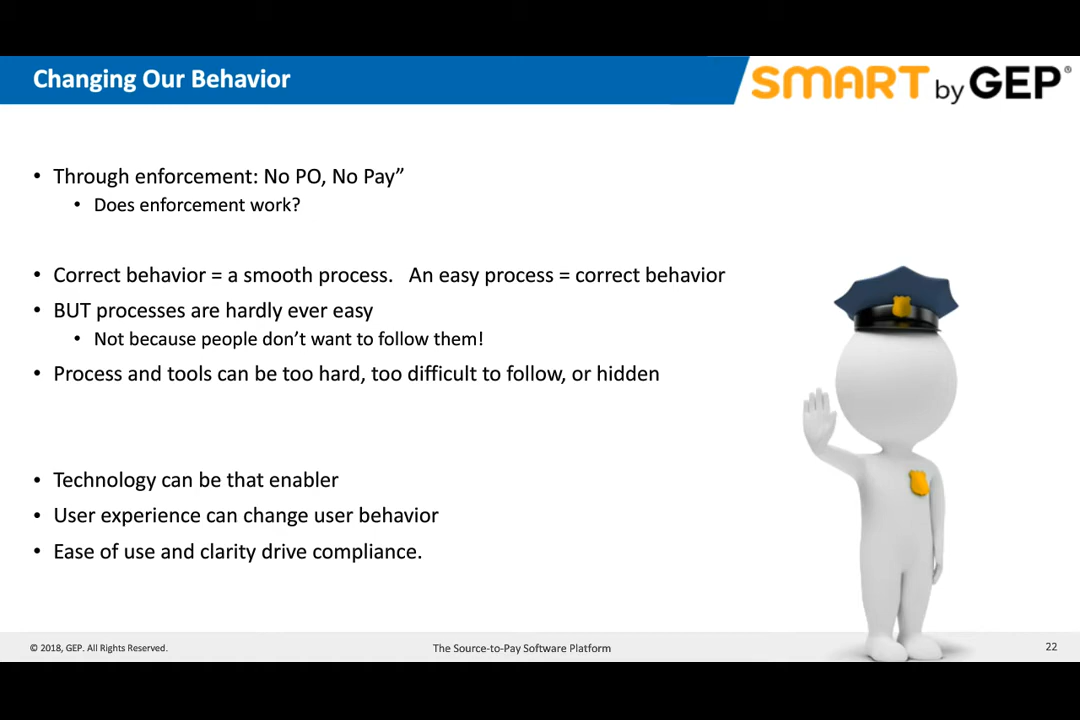 Changing Our Behavior
SMART by GEP®
• Through enforcement: No PO, No Pay”
• Does enforcement work?
• Correct behavior = a smooth process. An easy process = correct behavior
• BUT processes are hardly ever easy
• Not because people don’t want to follow them!
• Process and tools can be too hard, too difficult to follow, or hidden
• Technology can be that enabler
• User experience can change user behavior
• Ease of use and clarity drive compliance.
© 2018, GEP. All Rights Reserved.
The Source-to-Pay Software Platform
22